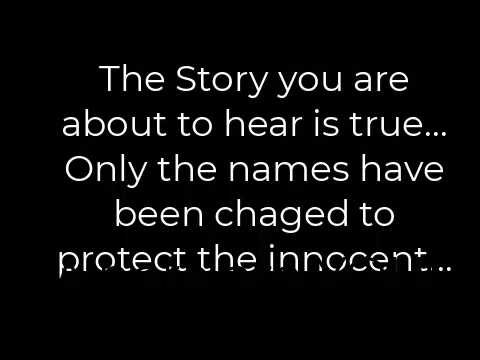 The Story you are
about to hear is true...
Only the names have
been chaged to
protect the innocent...